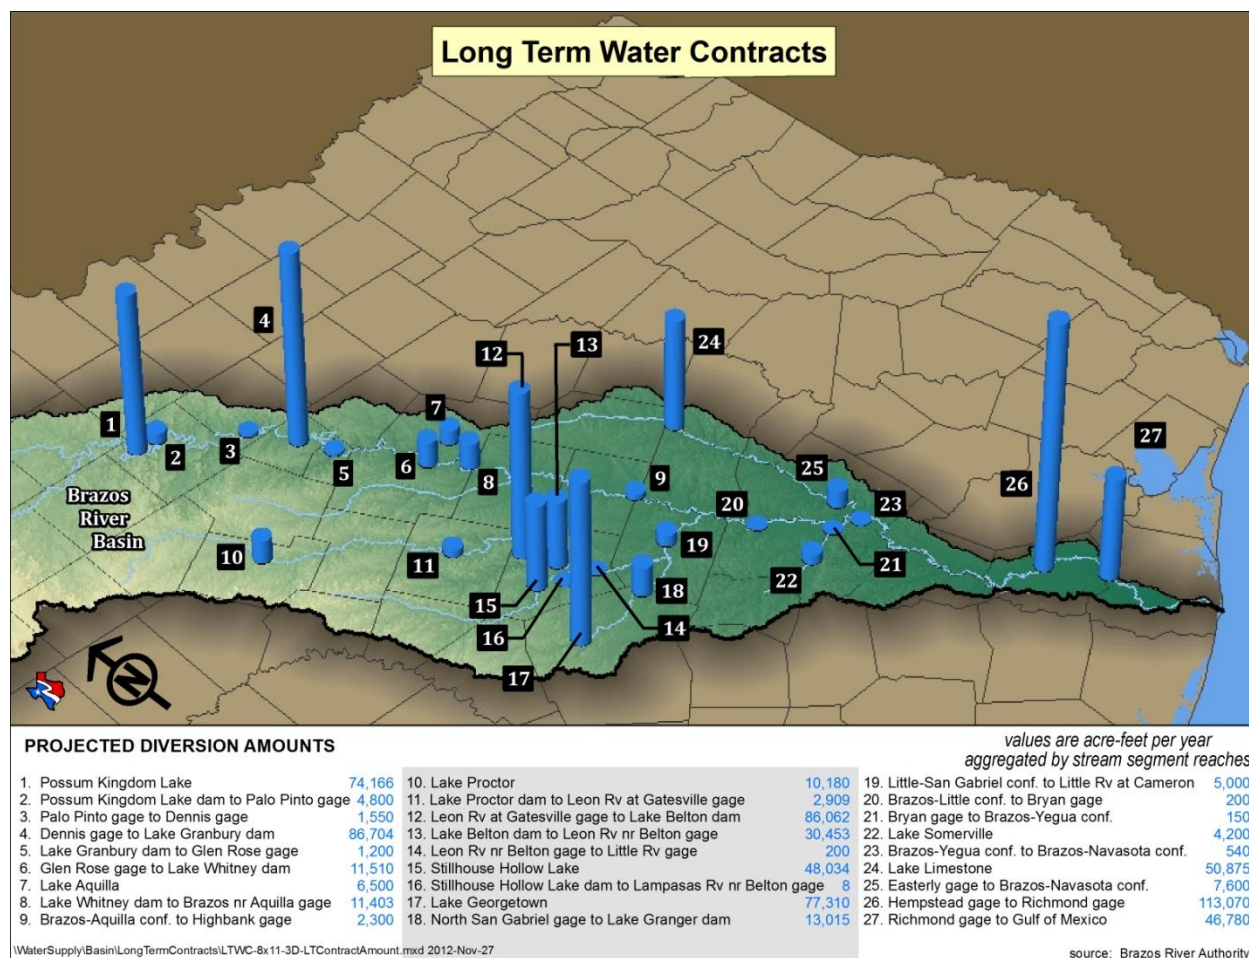 Long Term Water Contracts
1
2
3
4
5
6
7
8
9
10
11
12
13
14
15
16
17
18
19
20
21
22
23
24
25
26
27
Brazos
River
Basin
N
PROJECTED DIVERSION AMOUNTS
values are acre-feet per year
aggregated by stream segment reaches
1. Possum Kingdom Lake 74,166
2. Possum Kingdom Lake dam to Palo Pinto gage 4,800
3. Palo Pinto gage to Dennis gage 1,550
4. Dennis gage to Lake Granbury dam 86,704
5. Lake Granbury dam to Glen Rose gage 1,200
6. Glen Rose gage to Lake Whitney dam 11,510
7. Lake Aquilla 6,500
8. Lake Whitney dam to Brazos nr Aquilla gage 11,403
9. Brazos-Aquilla conf. to Highbank gage 2,300
10. Lake Proctor 10,180
11. Lake Proctor dam to Leon Rv at Gatesville gage 2,909
12. Leon Rv at Gatesville gage to Lake Belton dam 86,062
13. Lake Belton dam to Leon Rv nr Belton gage 30,453
14. Leon Rv nr Belton gage to Little Rv gage 200
15. Stillhouse Hollow Lake 48,034
16. Stillhouse Hollow Lake dam to Lampasas Rv nr Belton gage 8
17. Lake Georgetown 77,310
18. North San Gabriel gage to Lake Granger dam 13,015
19. Little-San Gabriel conf. to Little Rv at Cameron 5,000
20. Brazos-Little conf. to Bryan gage 200
21. Bryan gage to Brazos-Yegua conf. 150
22. Lake Somerville 4,200
23. Brazos-Yegua conf. to Brazos-Navasota conf. 540
24. Lake Limestone 50,875
25. Easterly gage to Brazos-Navasota conf. 7,600
26. Hempstead gage to Richmond gage 113,070
27. Richmond gage to Gulf of Mexico 46,780
\WaterSupply\Basin\LongTermContracts\LTWC-8x11-3D-LTContractAmount.mxd 2012-Nov-27
source: Brazos River Authority